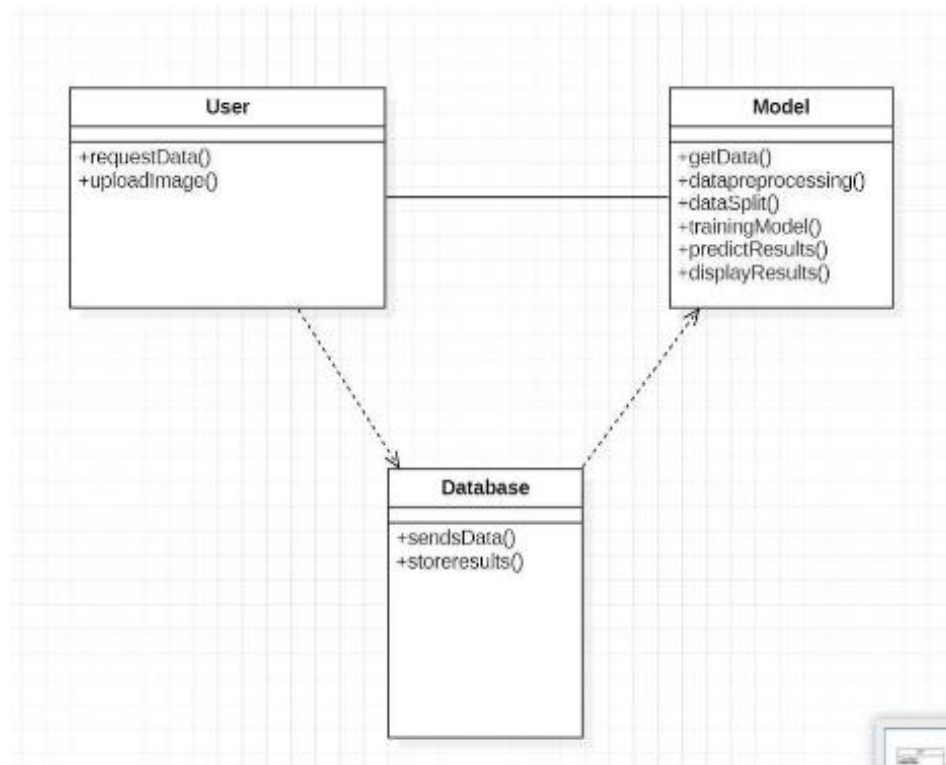 User
+requestData()
+uploadImage()
Model
+getData()
+datapreprocessing()
+dataSplit()
+trainingModel()
+predictResults()
+displayResults()
Database
+sendsData()
+storeresults()